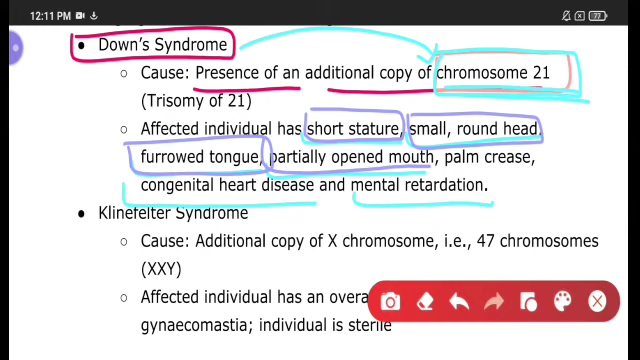 12:11 PM
77
• Down's Syndrome
o Cause: Presence of an additional copy of chromosome 21
(Trisomy of 21)
o Affected individual has short stature, small, round head,
furrowed tongue, partially opened mouth, palm crease,
congenital heart disease and mental retardation.
• Klinefelter Syndrome
o Cause: Additional copy of X chromosome, i.e., 47 chromosomes
(XXY)
o Affected individual has an
gynaecomastia; individual is sterile